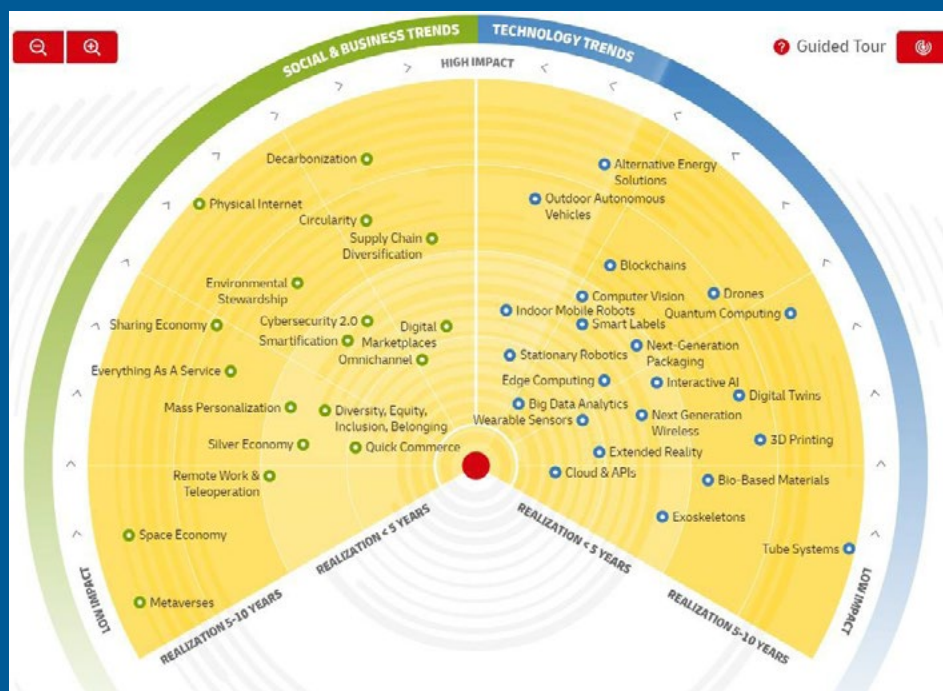 SOCIAL & BUSINESS TRENDS
TECHNOLOGY TRENDS
Guided Tour
HIGH IMPACT
Decarbonization
Physical Internet
Circularity
Supply Chain
Diversification
Environmental
Stewardship
Sharing Economy
Cybersecurity 2.0
Smartification
Digital
Marketplaces
Omnichannel
Everything As A Service
Mass Personalization
Diversity, Equity,
Inclusion, Belonging
Silver Economy
Quick Commerce
Remote Work &
Teleoperation
Space Economy
Metaverses
LOW IMPACT
REALIZATION 5-10 YEARS
REALIZATION < 5 YEARS
Alternative Energy
Solutions
Outdoor Autonomous
Vehicles
Blockchains
Computer Vision
Drones
Indoor Mobile Robots
Quantum Computing
Smart Labels
Stationary Robotics
Next-Generation
Packaging
Edge Computing
Interactive AI
Digital Twins
Big Data Analytics
Wearable Sensors
Next Generation
Wireless
3D Printing
Extended Reality
Cloud & APIs
Bio-Based Materials
Exoskeletons
Tube Systems
REALIZATION < 5 YEARS
REALIZATION 5-10 YEARS
LOW IMPACT